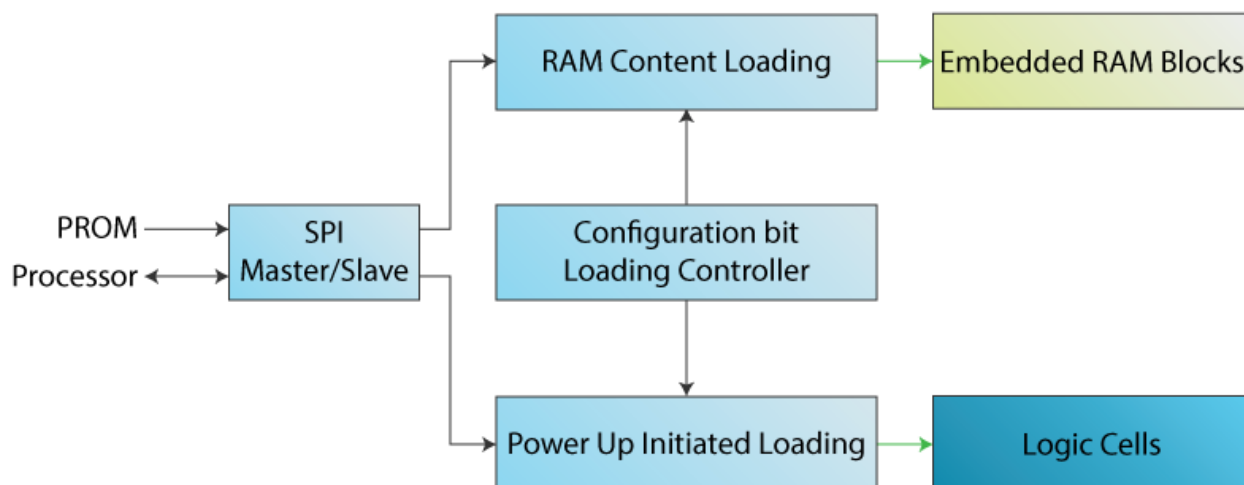 RAM Content Loading
Embedded RAM Blocks
PROM
Processor
SPI
Master/Slave
Configuration bit
Loading Controller
Power Up Initiated Loading
Logic Cells